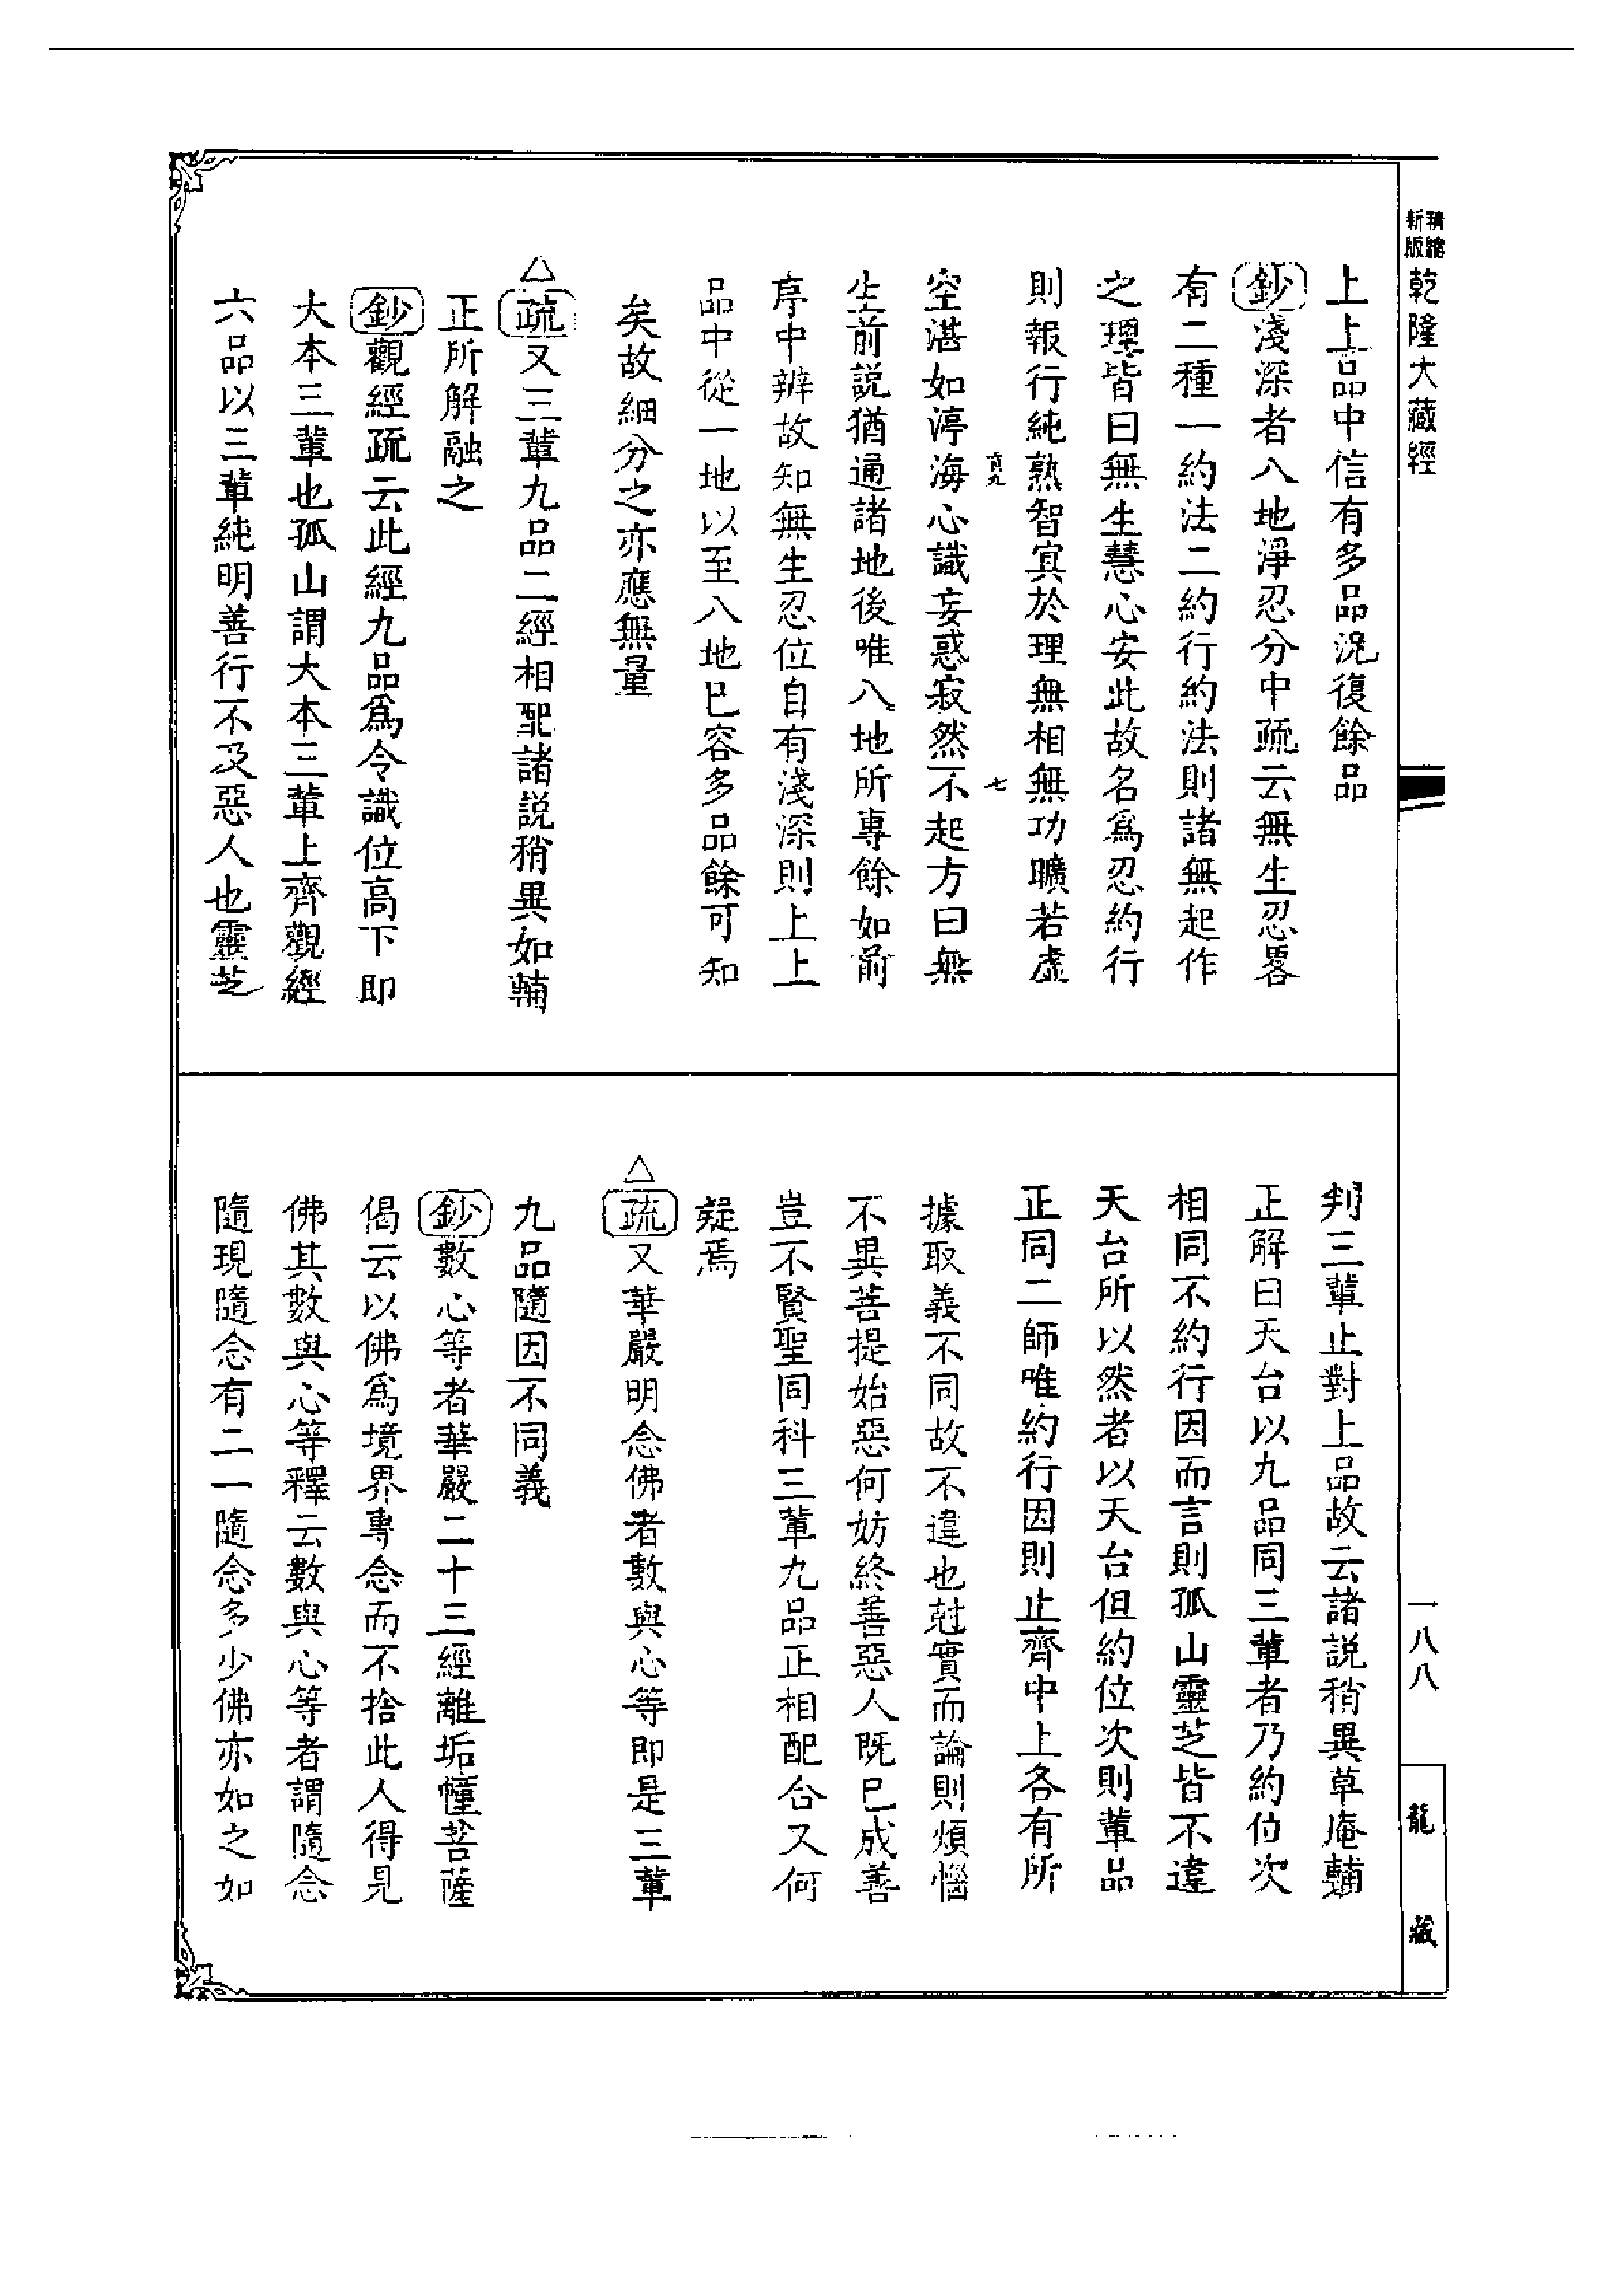 精縮
新版
乾隆大藏經
上上品中信有多品況復餘品
鈔淺深者八地淨忍分中疏云無生忍畧
有二種一約法二約行約法則諸無起作
之理皆曰無生慧心安此故名爲忍約行
則報行純熟智冥於理無相無功曠若虛
七
空湛如渟海心識妄惑寂然不起方曰無
生前説猶通諸地後唯八地所專餘如前
序中辨故知無生忍位自有淺深則上上
品中從一地以至八地已容多品餘可知
矣故細分之亦應無量
△疏又三輩九品二經相配諸説稍異如輔
正所解融之
鈔觀經疏云此經九品爲令識位高下即
大本三輩也孤山謂大本三輩上齊觀經
六品以三輩純明善行不及惡人也靈芝
判三輩止對上品故云諸説稍異草庵輔
正解曰天台以九品同三輩者乃約位次
相同不約行因而言則孤山靈芝皆不違
天台所以然者以天台但約位次則輩品
正同二師唯約行因則止齊中上各有所
據取義不同故不違也尅實而論則煩惱
不異菩提始惡何妨終善惡人既已成善
豈不賢聖同科三輩九品正相配合又何
疑焉
△疏又華嚴明念佛者數與心等即是三輩
九品隨因不同義
鈔數心等者華嚴二十三經離垢幢菩薩
偈云以佛爲境界專念而不捨此人得見
佛其數與心等釋云數與心等者謂隨念
隨現隨念有二一隨念多少佛亦如之如
一八八
龍藏